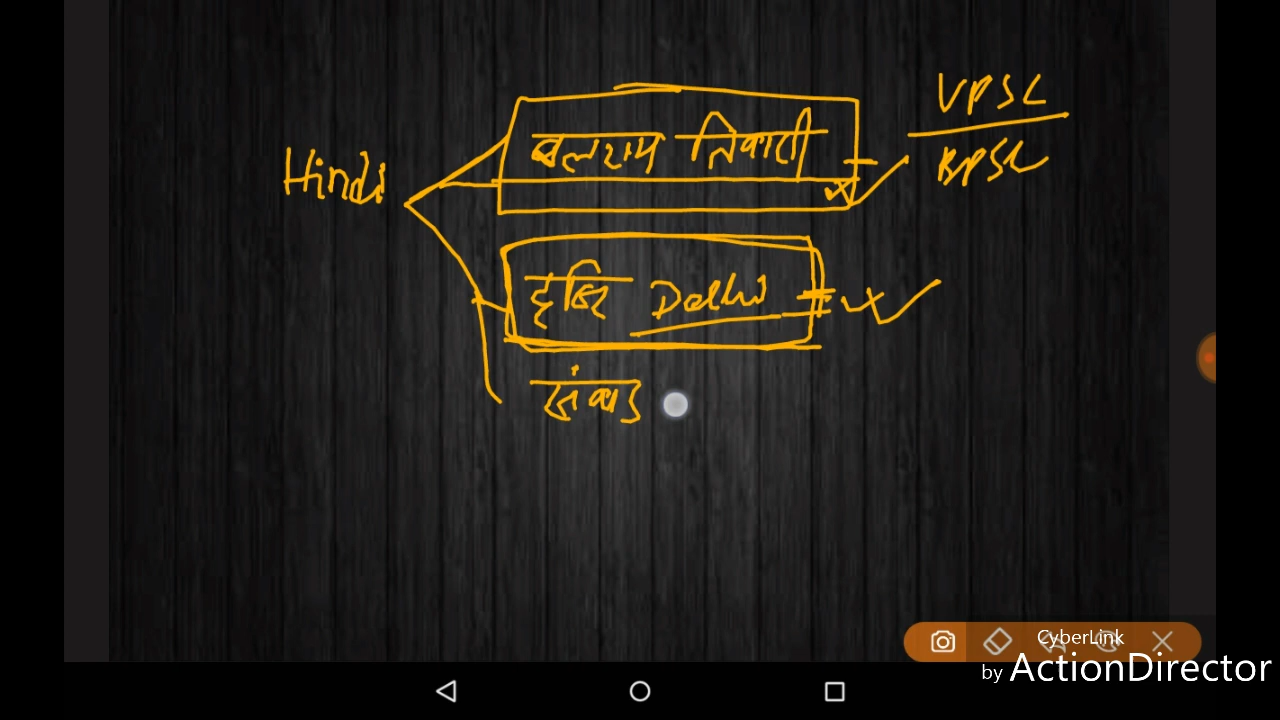 Hindi
बलराम तिवारी
UPSC
BPSC
दृष्टि Delhi
संवाद
CyberLink
by ActionDirector